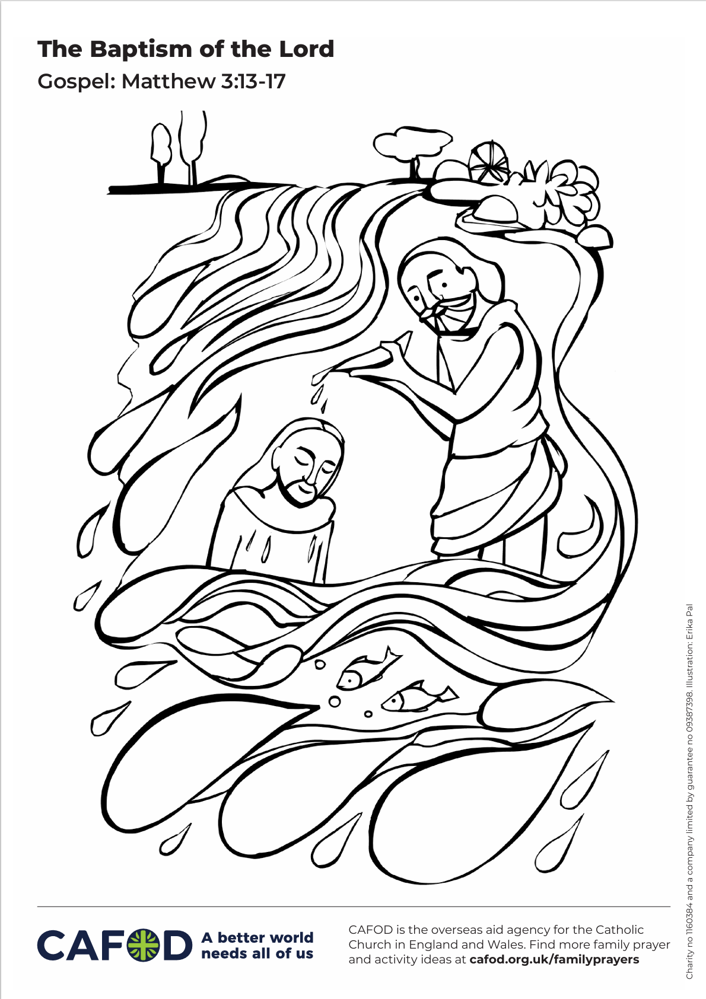 The Baptism of the Lord
Gospel: Matthew 3:13-17
Charity no 1160384 and a company limited by guarantee no 09387398. Illustration: Erika Pal
CAFOD
A better world
needs all of us
CAFOD is the overseas aid agency for the Catholic
Church in England and Wales. Find more family prayer
and activity ideas at cafod.org.uk/familyprayers